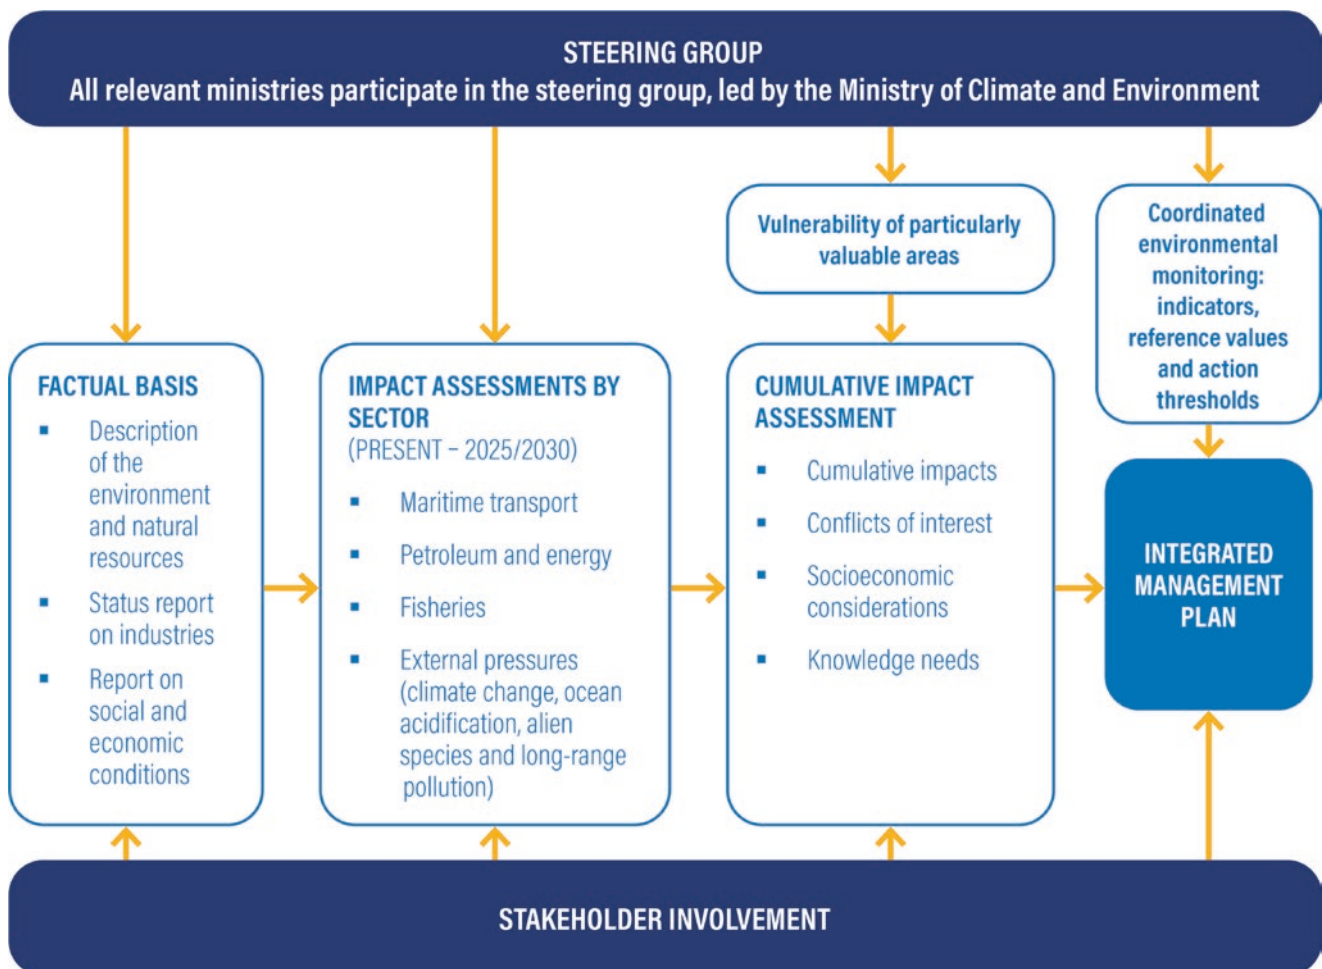 STEERING GROUP
All relevant ministries participate in the steering group, led by the Ministry of Climate and Environment
Vulnerability of particularly
valuable areas
Coordinated
environmental
monitoring:
indicators,
reference values
and action
thresholds
FACTUAL BASIS
▪ Description
of the
environment
and natural
resources
▪ Status report
on industries
▪ Report on
social and
economic
conditions
IMPACT ASSESSMENTS BY
SECTOR
(PRESENT – 2025/2030)
▪ Maritime transport
▪ Petroleum and energy
▪ Fisheries
▪ External pressures
(climate change, ocean
acidification, alien
species and long-range
pollution)
CUMULATIVE IMPACT
ASSESSMENT
▪ Cumulative impacts
▪ Conflicts of interest
▪ Socioeconomic
considerations
▪ Knowledge needs
INTEGRATED
MANAGEMENT
PLAN
STAKEHOLDER INVOLVEMENT